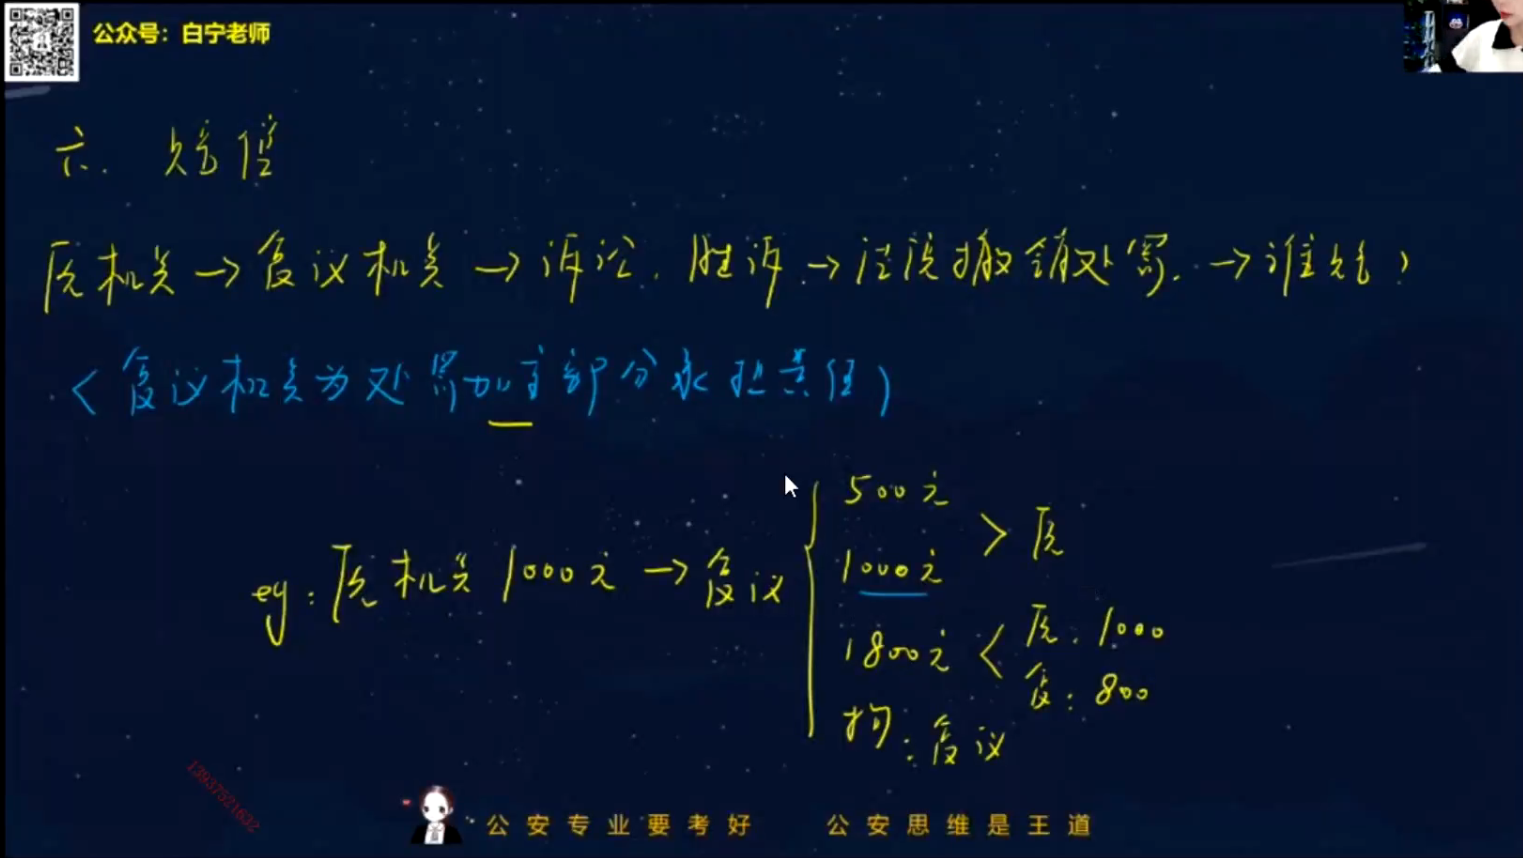 公众号：白宁老师
六. 赔偿
原机关→复议机关→诉讼.胜诉→法院撤销处罚.→谁赔？
(复议机关为处罚加重部分承担责任)
500元
1000元 > 原
eg:原机关1000元→复议
1800元 < 原:1000
复:800
拘:复议
13937521632
公安专业要考好 公安思维是王道